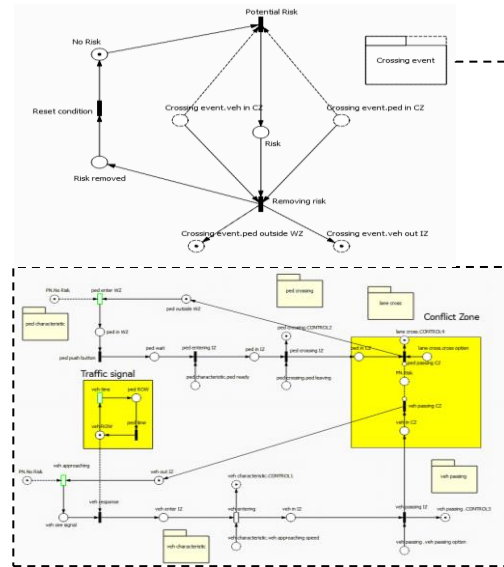 Potential Risk
No Risk
Crossing event
Crossing event.veh in CZ
Crossing event.ped in CZ
Reset condition
Risk
Risk removed
Removing risk
Crossing event.ped outside WZ
Crossing event.veh out IZ
PN.No Risk
ped enter WZ
ped outside WZ
ped crossing
lane cross
ped characteristic
Conflict Zone
ped in WZ
ped crossing.CONTROL2
lane cross.CONTROL4
ped push button
ped wait
ped entering IZ
ped in IZ
ped crossing IZ
ped in CZ
lane cross.cross option
ped passing CZ
ped characteristic.ped ready
ped crossing.ped leaving
PN.Risk
Traffic signal
veh time
ped ROW
veh ROW
ped time
veh passing CZ
veh in CZ
veh approaching
PN.No Risk
veh out IZ
veh characteristic.CONTROL1
veh passing
veh response
veh see signal
veh enter IZ
veh entering
veh in IZ
veh passing IZ
veh passing .CONTROL3
veh characteristic
veh characteristic.veh approaching speed
veh passing .veh passing option